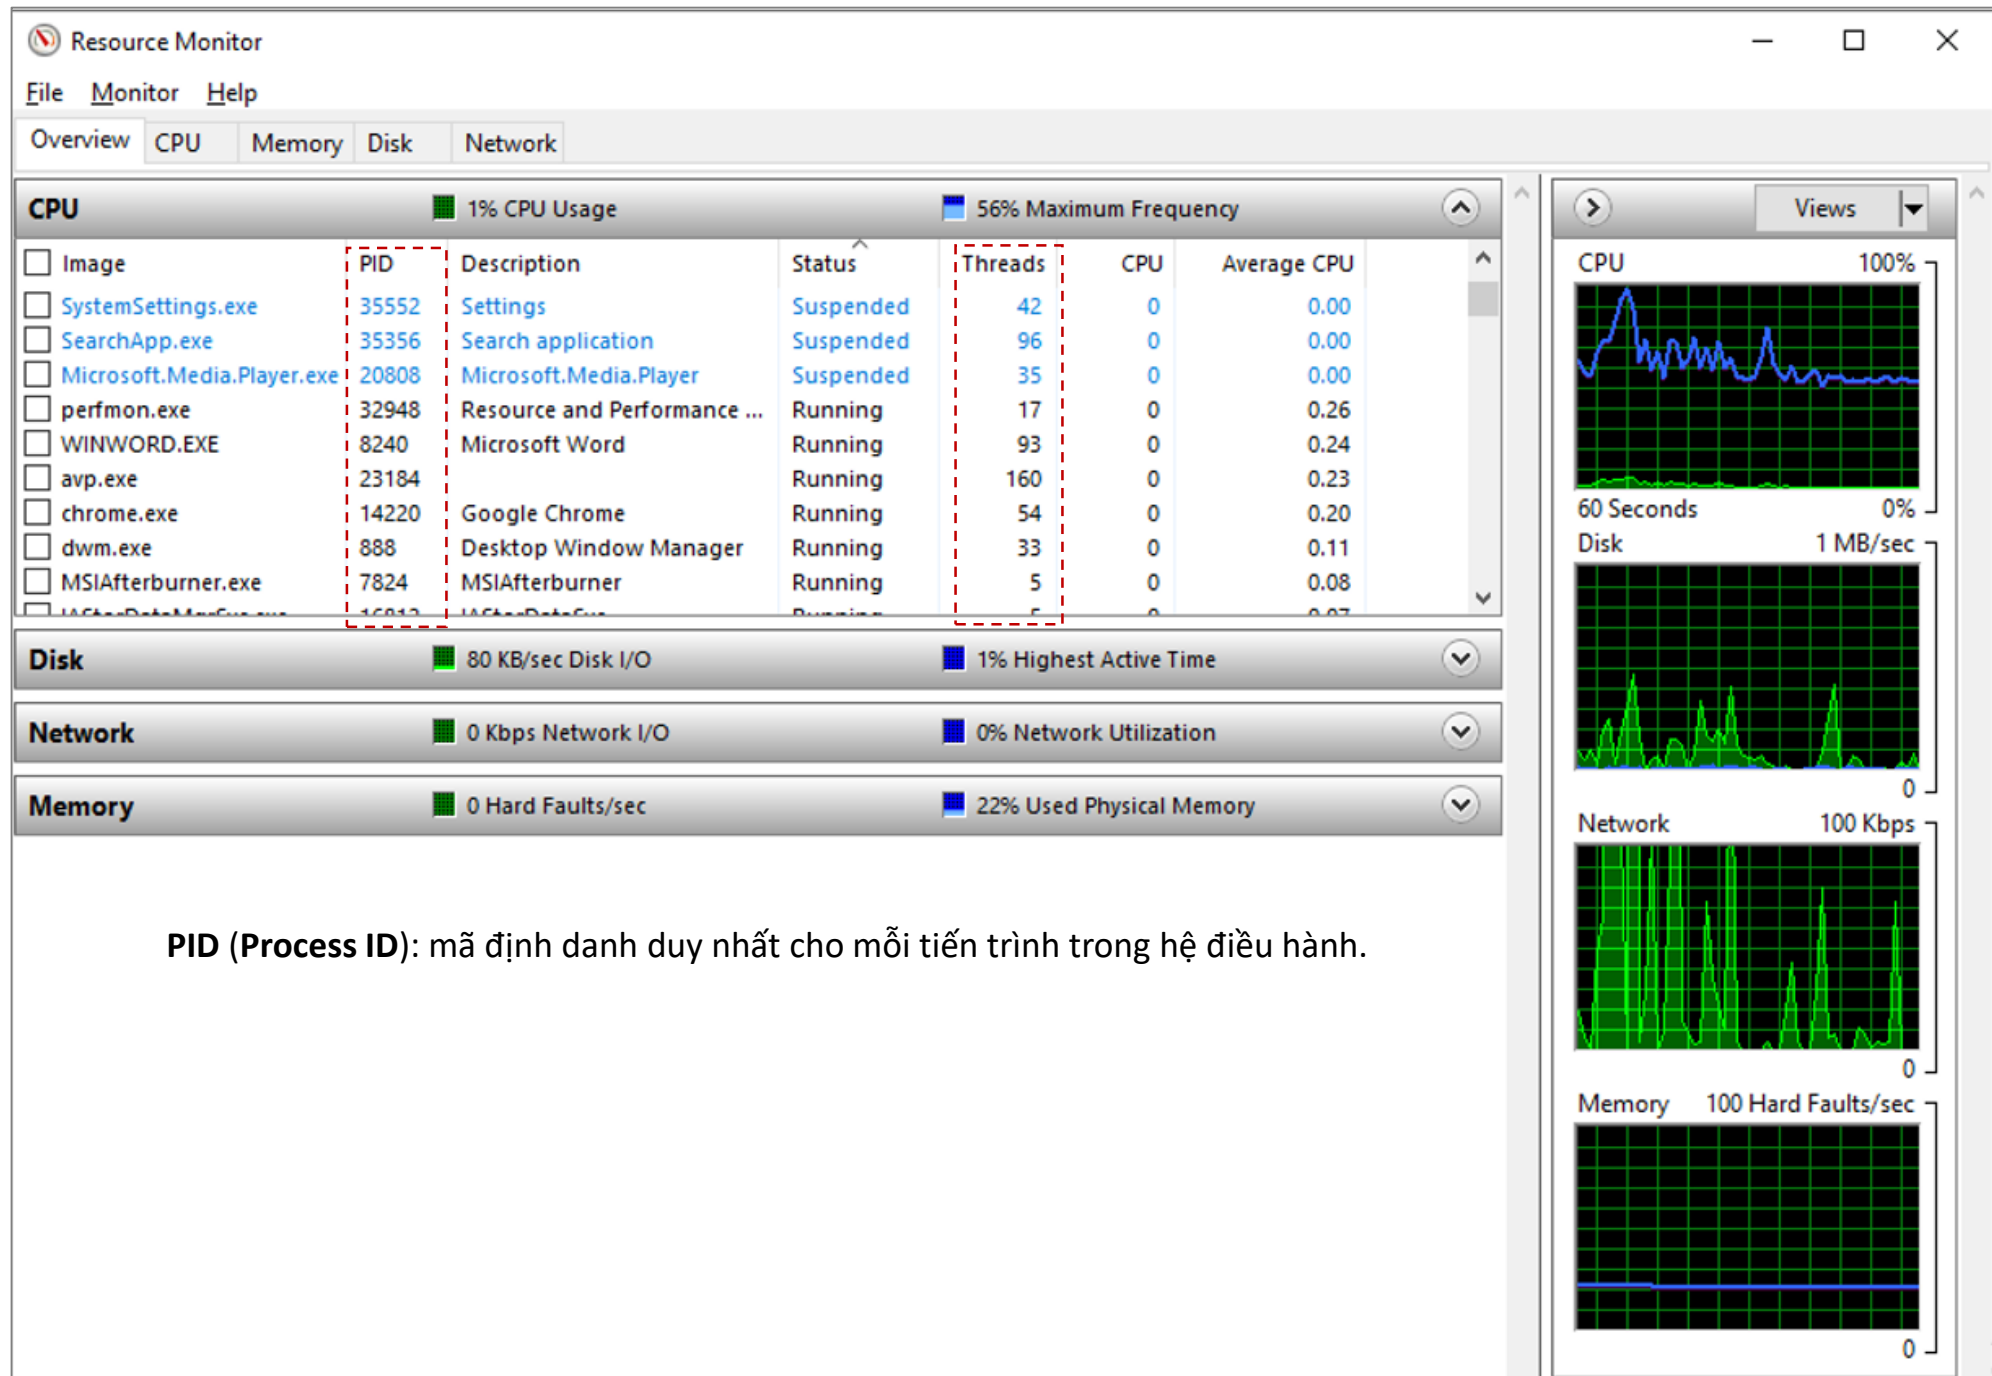 Resource Monitor
File Monitor Help
Overview CPU Memory Disk Network
CPU 1% CPU Usage 56% Maximum Frequency
Image PID Description Status Threads CPU Average CPU
SystemSettings.exe 35552 Settings Suspended 42 0 0.00
SearchApp.exe 35356 Search application Suspended 96 0 0.00
Microsoft.Media.Player.exe 20808 Microsoft.Media.Player Suspended 35 0 0.00
perfmon.exe 32948 Resource and Performance ... Running 17 0 0.26
WINWORD.EXE 8240 Microsoft Word Running 93 0 0.24
avp.exe 23184 Running 160 0 0.23
chrome.exe 14220 Google Chrome Running 54 0 0.20
dwm.exe 888 Desktop Window Manager Running 33 0 0.11
MSIAfterburner.exe 7824 MSIAfterburner Running 5 0 0.08
Disk 80 KB/sec Disk I/O 1% Highest Active Time
Network 0 Kbps Network I/O 0% Network Utilization
Memory 0 Hard Faults/sec 22% Used Physical Memory
PID (Process ID): mã định danh duy nhất cho mỗi tiến trình trong hệ điều hành.
Views
CPU 100%
60 Seconds 0%
Disk 1 MB/sec
0
Network 100 Kbps
0
Memory 100 Hard Faults/sec
0